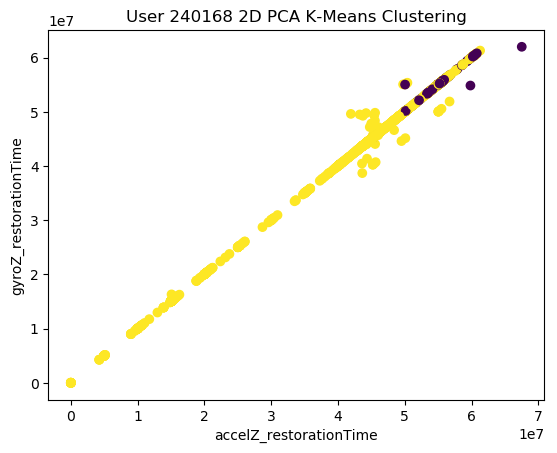 User 240168 2D PCA K-Means Clustering
1e7
6
5
4
3
2
1
0
gyroZ_restorationTime
0 1 2 3 4 5 6 7
accelZ_restorationTime
1e7